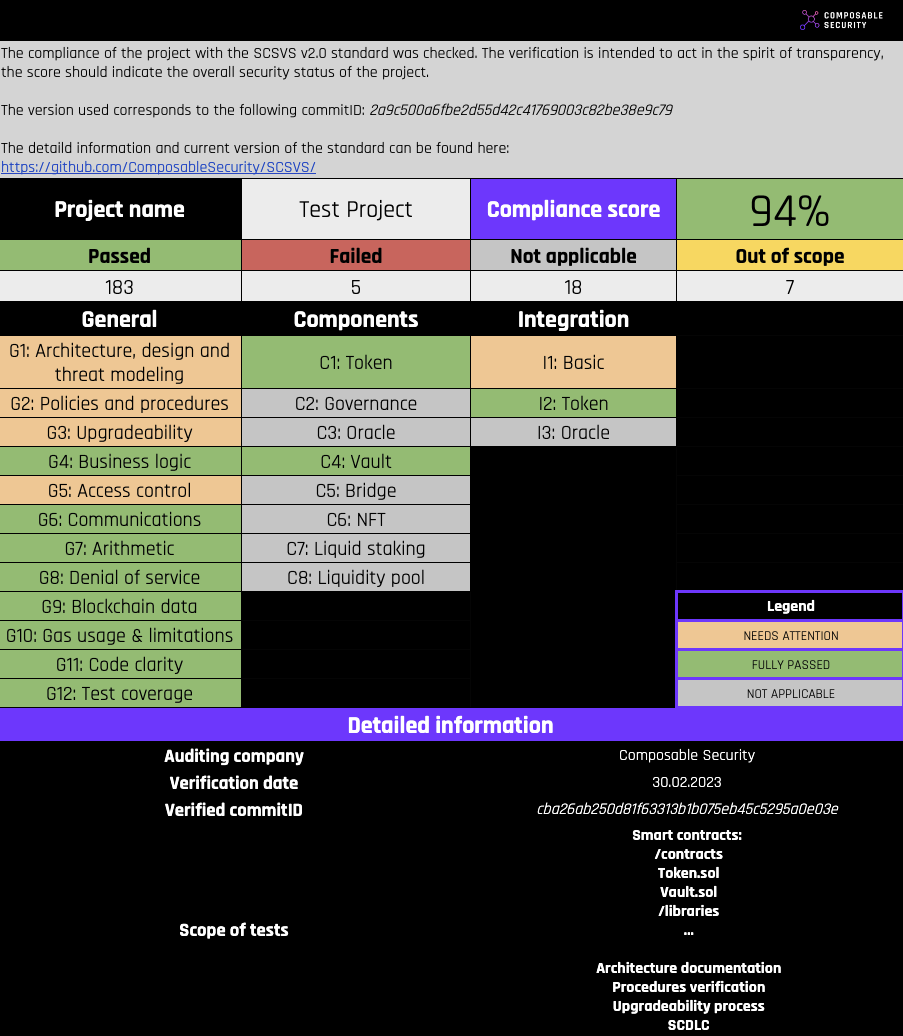 COMPOSABLE
SECURITY
The compliance of the project with the SCSVS v2.0 standard was checked. The verification is intended to act in the spirit of transparency,
the score should indicate the overall security status of the project.
The version used corresponds to the following commitID: 2a9c500a6fbe2d55d42c41769003c82be38e9c79
The detaild information and current version of the standard can be found here:
https://github.com/ComposableSecurity/SCSVS/
Project name Test Project Compliance score 94%
Passed Failed Not applicable Out of scope
183 5 18 7
General Components Integration
G1: Architecture, design and
threat modeling
C1: Token I1: Basic
G2: Policies and procedures C2: Governance I2: Token
G3: Upgradeability C3: Oracle I3: Oracle
G4: Business logic C4: Vault
G5: Access control C5: Bridge
G6: Communications C6: NFT
G7: Arithmetic C7: Liquid staking
G8: Denial of service C8: Liquidity pool
G9: Blockchain data Legend
G10: Gas usage & limitations NEEDS ATTENTION
G11: Code clarity FULLY PASSED
G12: Test coverage NOT APPLICABLE
Detailed information
Auditing company Composable Security
Verification date 30.02.2023
Verified commitID cba26ab250d81f63313b1b075eb45c5295a0e03e
Scope of tests
Smart contracts:
/contracts
Token.sol
Vault.sol
/libraries
...
Architecture documentation
Procedures verification
Upgradeability process
SCDLC